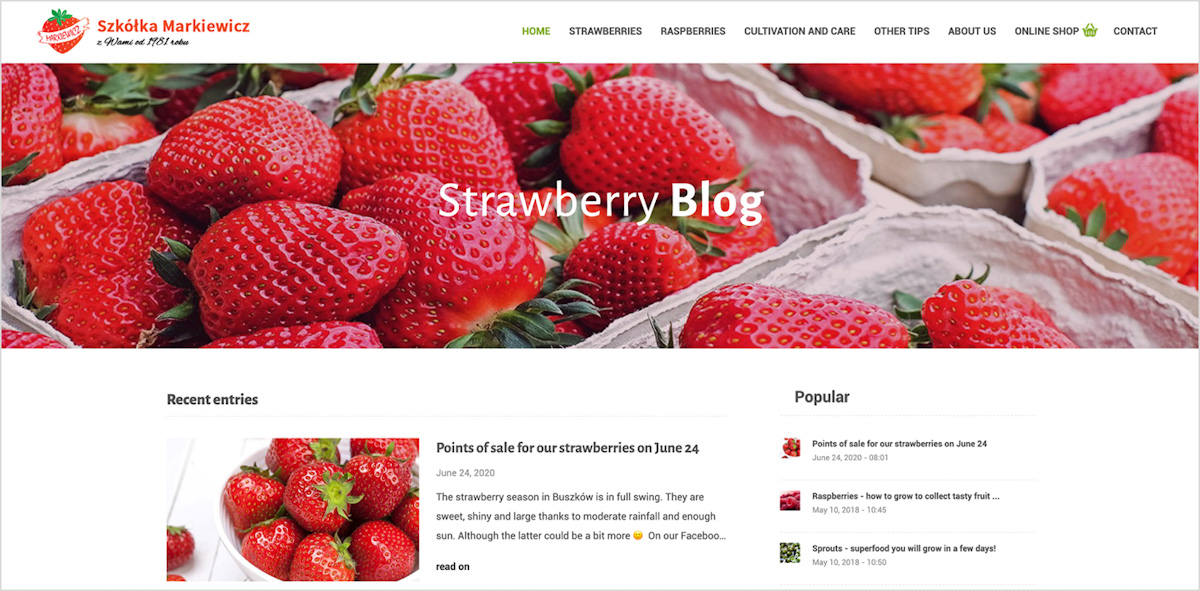 MARKIEWICZ
Szkółka Markiewicz
z Wami od 1981 roku
HOME STRAWBERRIES RASPBERRIES CULTIVATION AND CARE OTHER TIPS ABOUT US ONLINE SHOP CONTACT
Strawberry Blog
Recent entries
Points of sale for our strawberries on June 24
June 24, 2020
The strawberry season in Buszków is in full swing. They are
sweet, shiny and large thanks to moderate rainfall and enough
sun. Although the latter could be a bit more 🙂 On our Faceboo...
read on
Popular
Points of sale for our strawberries on June 24
June 24, 2020 - 08:01
Raspberries - how to grow to collect tasty fruit ...
May 10, 2018 - 10:45
Sprouts - superfood you will grow in a few days!
May 10, 2018 - 10:50